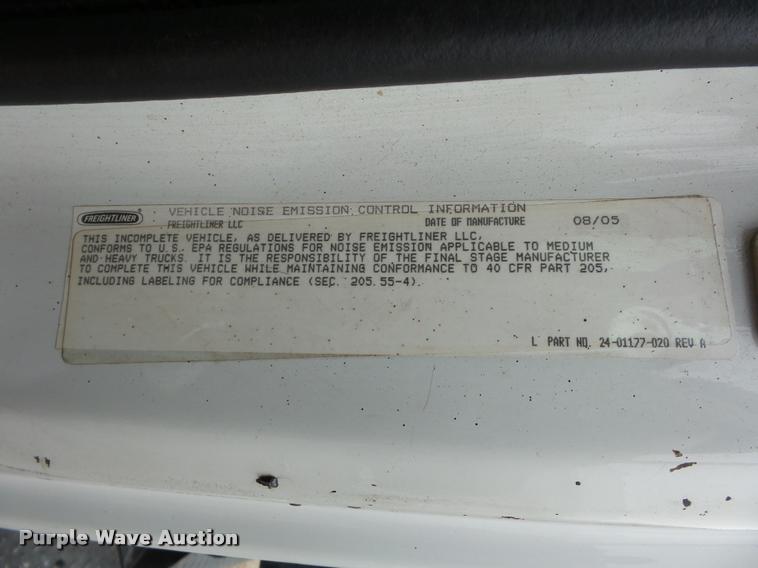 FREIGHTLINER
VEHICLE NOISE EMISSION CONTROL INFORMATION
FREIGHTLINER LLC DATE OF MANUFACTURE 08/05
THIS INCOMPLETE VEHICLE, AS DELIVERED BY FREIGHTLINER LLC,
CONFORMS TO U.S. EPA REGULATIONS FOR NOISE EMISSION APPLICABLE TO MEDIUM
AND HEAVY TRUCKS. IT IS THE RESPONSIBILITY OF THE FINAL STAGE MANUFACTURER
TO COMPLETE THIS VEHICLE WHILE MAINTAINING CONFORMANCE TO 40 CFR PART 205,
INCLUDING LABELING FOR COMPLIANCE (SEC. 205.55-4).
L PART NO. 24-01177-020 REV A
Purple Wave Auction